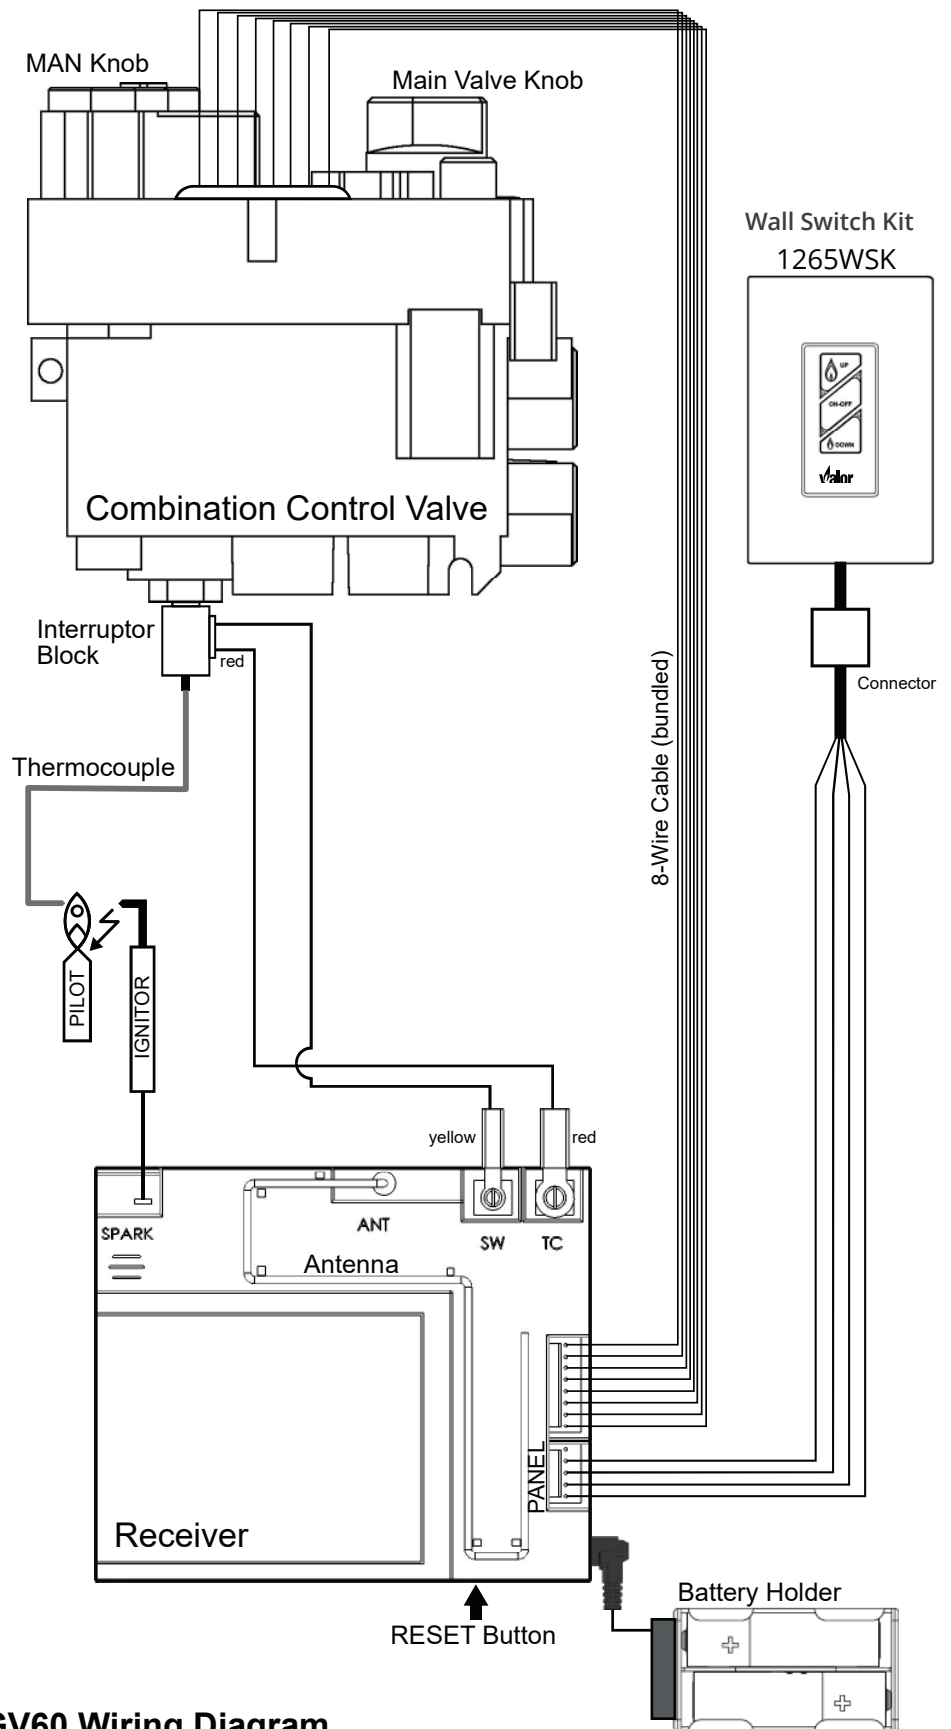 MAN Knob
Main Valve Knob
Wall Switch Kit
1265WSK
UP
ON-OFF
DOWN
Valor
Combination Control Valve
Interruptor
Block
red
Connector
8-Wire Cable (bundled)
Thermocouple
PILOT
IGNITOR
yellow
red
SPARK
ANT
SW
TC
Antenna
PANEL
Receiver
RESET Button
Battery Holder
GV60 Wiring Diagram